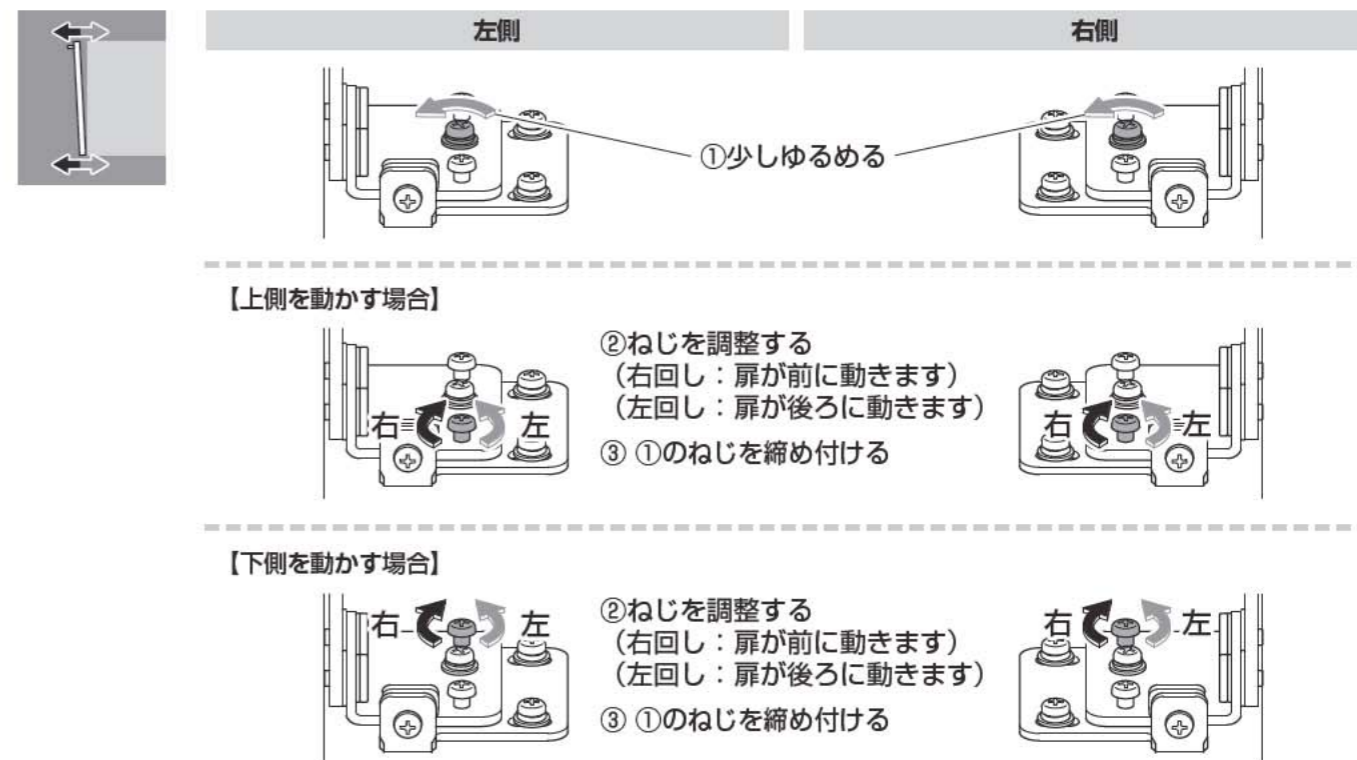 左側
右側
①少しゆるめる
【上側を動かす場合】
②ねじを調整する
（右回し：扉が前に動きます）
（左回し：扉が後ろに動きます）
③ ①のねじを締め付ける
右
左
右
左
【下側を動かす場合】
②ねじを調整する
（右回し：扉が前に動きます）
（左回し：扉が後ろに動きます）
③ ①のねじを締め付ける
右
左
右
左